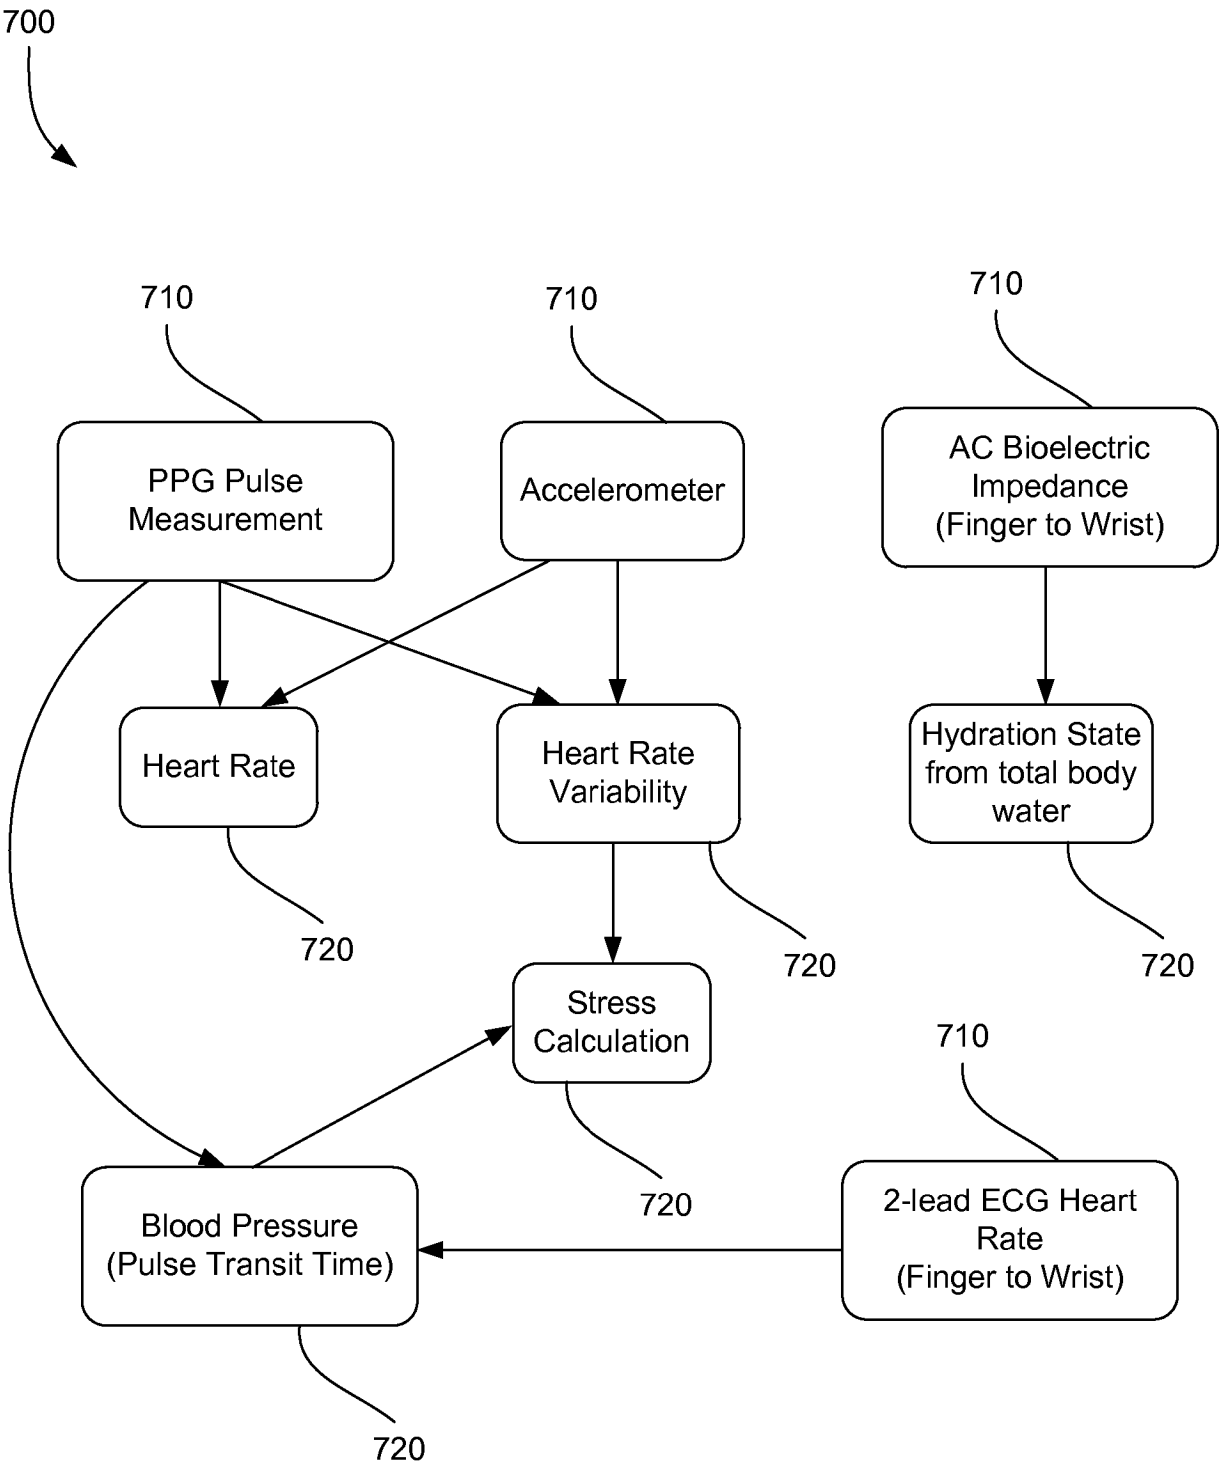 700
710
710
710
PPG Pulse
Measurement
Accelerometer
AC Bioelectric
Impedance
(Finger to Wrist)
Heart Rate
Heart Rate
Variability
Hydration State
from total body
water
720
720
720
Stress
Calculation
710
720
Blood Pressure
(Pulse Transit Time)
2-lead ECG Heart
Rate
(Finger to Wrist)
720